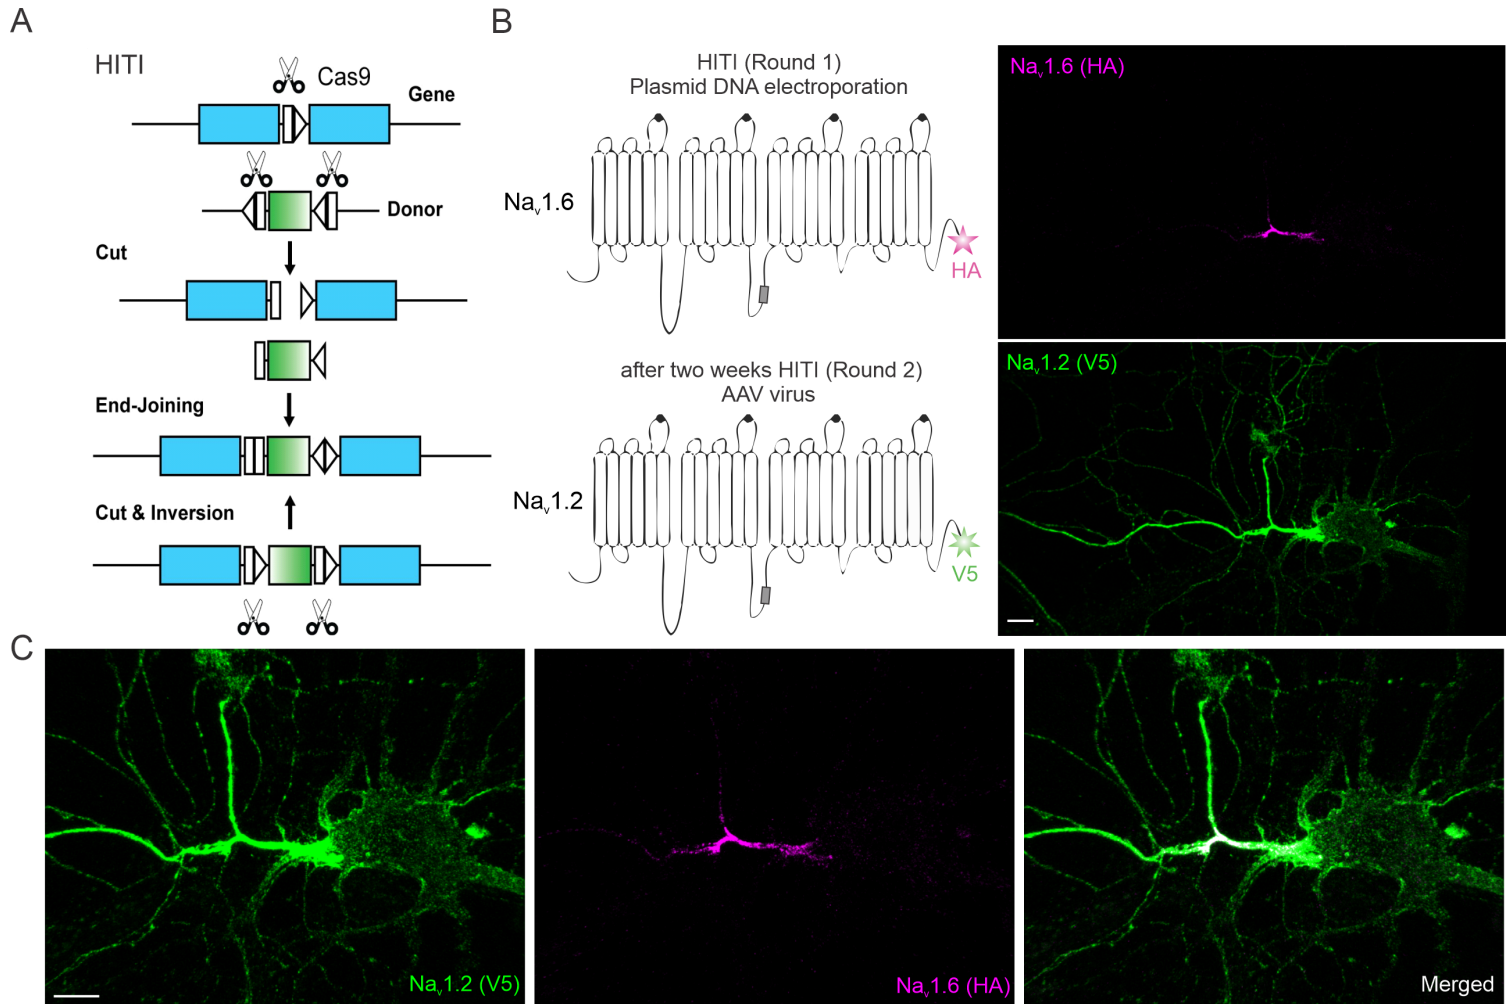 A
HITI
Cas9
Gene
Donor
Cut
End-Joining
Cut & Inversion
B
HITI (Round 1)
Plasmid DNA electroporation
Naᵥ1.6
HA
after two weeks HITI (Round 2)
AAV virus
Naᵥ1.2
V5
Naᵥ1.6 (HA)
Naᵥ1.2 (V5)
C
Naᵥ1.2 (V5)
Naᵥ1.6 (HA)
Merged